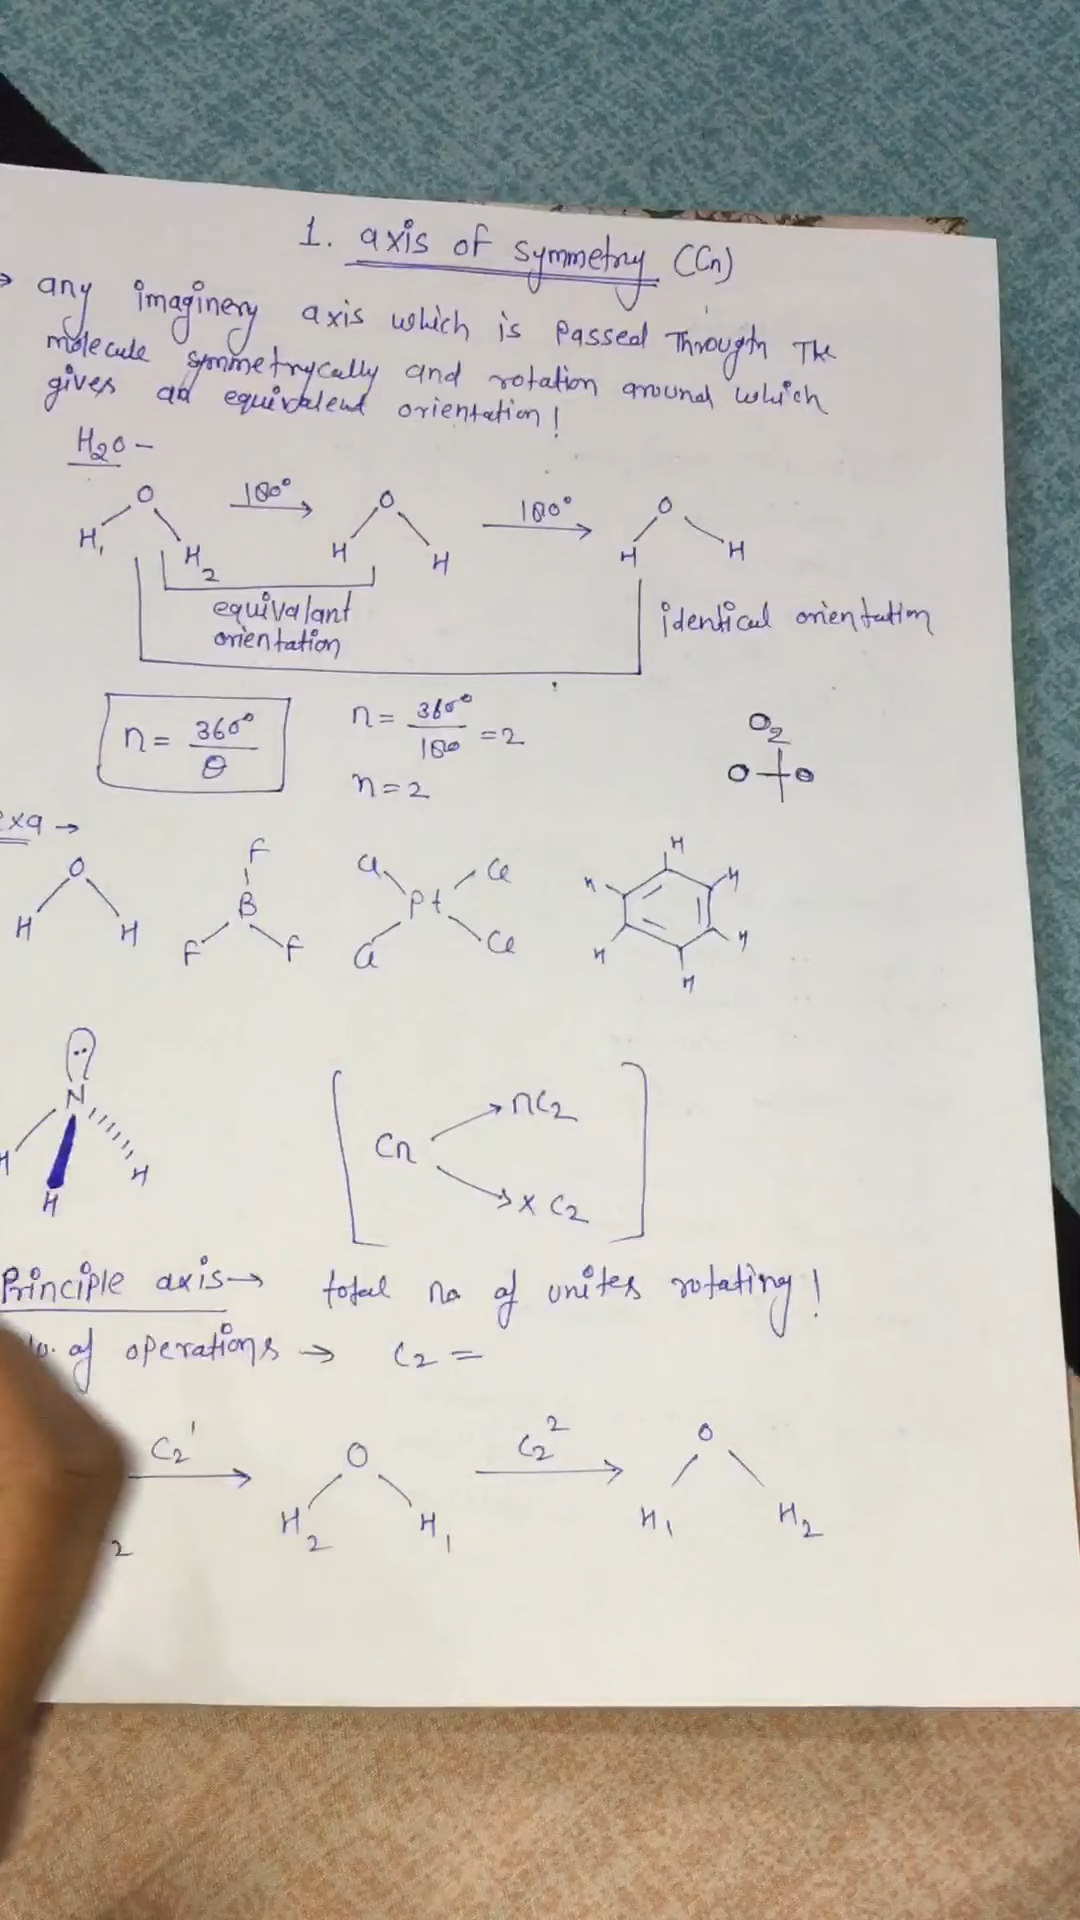 1. axis of symmetry (Cn)
→ any imaginery axis which is passed Through The
molecule symmetrycally and rotation around which
gives an equivalent orientation!
H₂O –
O 180° O 180° O
H₁ H₂ H H H H
equivalant
orientation
identical orientation
n = 360°/θ
n = 360°/180 = 2
n = 2
O₂
O O
exa →
O
H H
F
B
F F
Cl Cl
Pt
Cl Cl
H
H H
H H
H
N
H H
H
Cn → nC₂
→ x C₂
Principle axis → total no of unites rotating!
of operations → C₂ =
C₂¹ O C₂² O
2 H₂ H₁ H₁ H₂